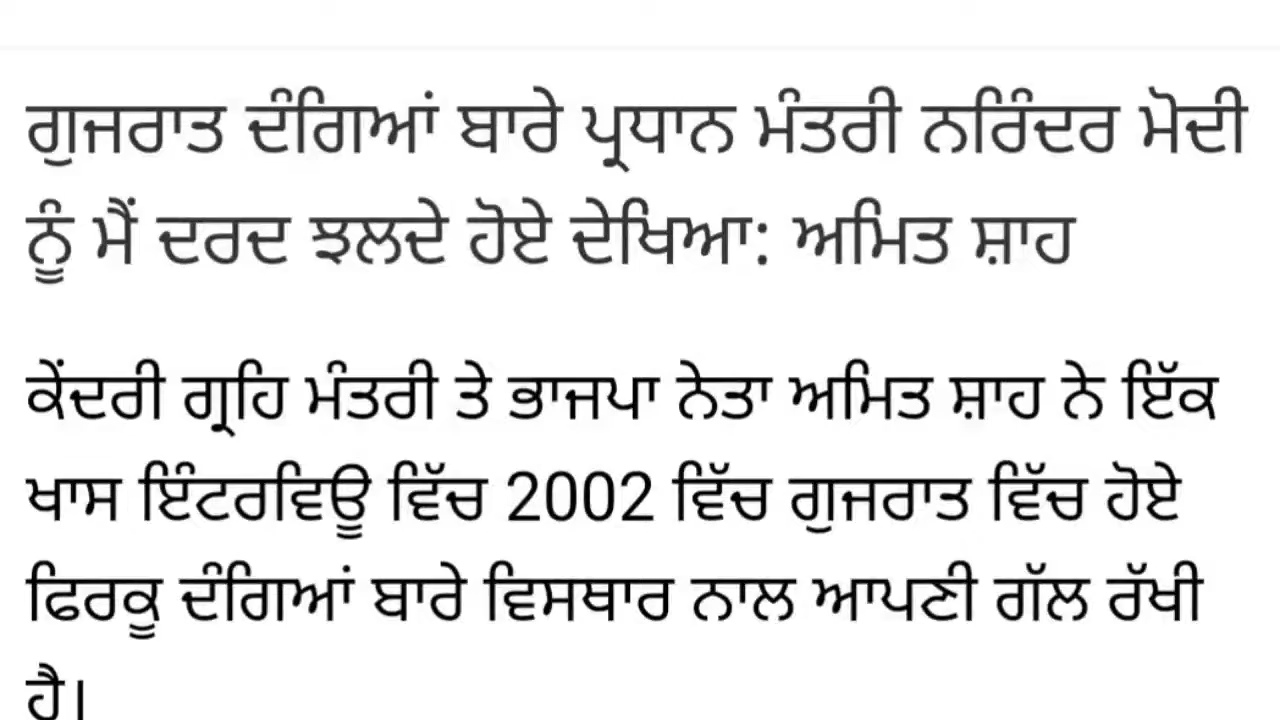 ਗੁਜਰਾਤ ਦੰਗਿਆਂ ਬਾਰੇ ਪ੍ਰਧਾਨ ਮੰਤਰੀ ਨਰਿੰਦਰ ਮੋਦੀ
ਨੂੰ ਮੈਂ ਦਰਦ ਝਲਦੇ ਹੋਏ ਦੇਖਿਆ: ਅਮਿਤ ਸ਼ਾਹ
ਕੇਂਦਰੀ ਗ੍ਰਹਿ ਮੰਤਰੀ ਤੇ ਭਾਜਪਾ ਨੇਤਾ ਅਮਿਤ ਸ਼ਾਹ ਨੇ ਇੱਕ
ਖਾਸ ਇੰਟਰਵਿਊ ਵਿੱਚ 2002 ਵਿੱਚ ਗੁਜਰਾਤ ਵਿੱਚ ਹੋਏ
ਫਿਰਕੂ ਦੰਗਿਆਂ ਬਾਰੇ ਵਿਸਥਾਰ ਨਾਲ ਆਪਣੀ ਗੱਲ ਰੱਖੀ
ਹੈ।